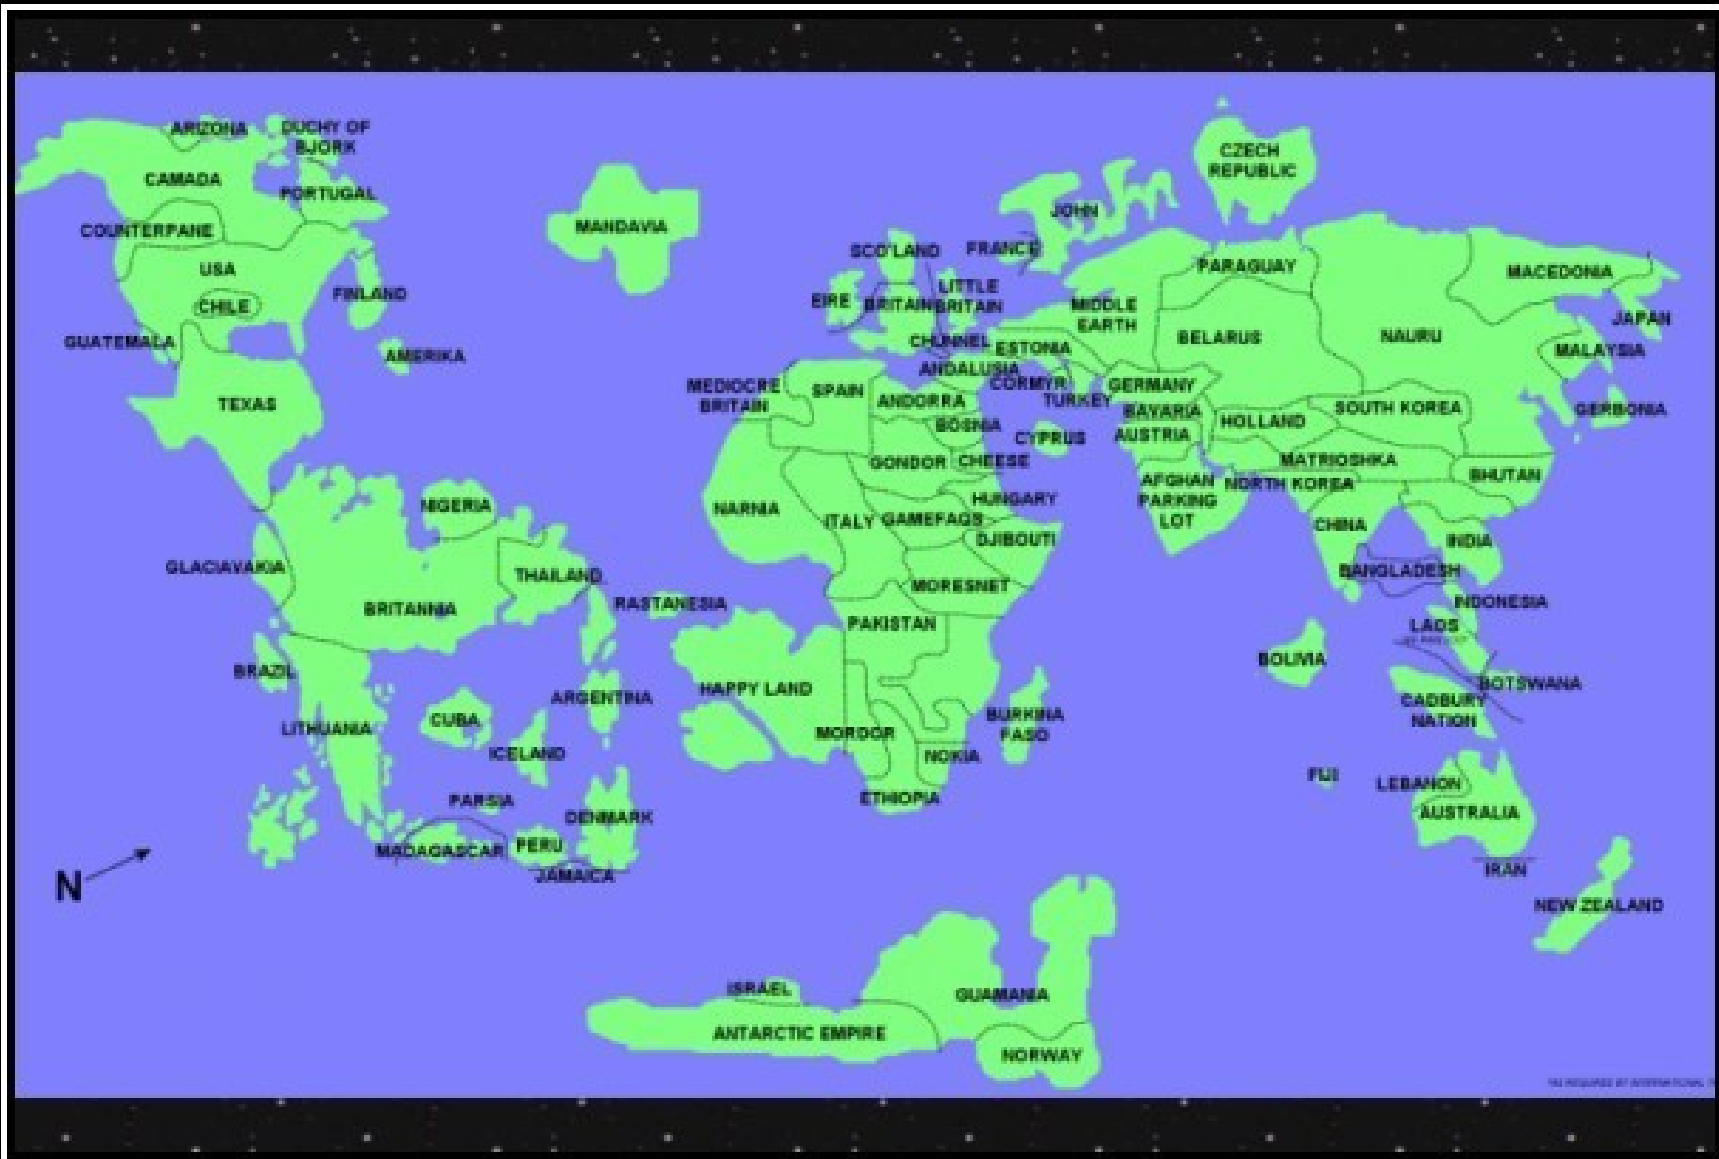 ARIZONA
DUCHY OF
BJORK
CAMADA
PORTUGAL
COUNTERPANE
USA
CHILE
FINLAND
GUATEMALA
AMERIKA
TEXAS
MANDAVIA
CZECH
REPUBLIC
JOHN
SCO'LAND
FRANCE
PARAGUAY
MACEDONIA
EIRE
BRITAIN
LITTLE
BRITAIN
MIDDLE
EARTH
JAPAN
BELARUS
NAURU
CHUNNEL
ESTONIA
MALAYSIA
ANDALUSIA
MEDIOCRE
BRITAIN
SPAIN
CORMYR
GERMANY
ANDORRA
TURKEY
BAVARIA
HOLLAND
SOUTH KOREA
GERBONIA
BOSNIA
CYPRUS
AUSTRIA
GONDOR
CHEESE
MATRIOSHKA
BHUTAN
AFGHAN
PARKING
LOT
NORTH KOREA
HUNGARY
NARNIA
ITALY
GAMEFAQS
CHINA
DJIBOUTI
INDIA
NIGERIA
GLACIAVAKIA
THAILAND
BANGLADESH
MORESNET
BRITANNIA
RASTANESIA
INDONESIA
PAKISTAN
LAOS
BOLIVIA
BRAZIL
HAPPY LAND
BOTSWANA
ARGENTINA
CADBURY
NATION
BURKINA
FASO
LITHUANIA
CUBA
MORDOR
ICELAND
NOKIA
FIJI
LEBANON
PARSIA
ETHIOPIA
DENMARK
AUSTRALIA
MADAGASCAR
PERU
JAMAICA
IRAN
N
NEW ZEALAND
ISRAEL
GUAMANIA
ANTARCTIC EMPIRE
NORWAY